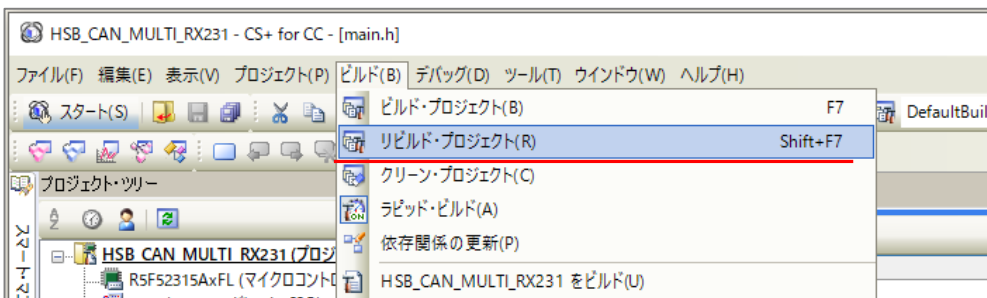 HSB_CAN_MULTI_RX231 - CS+ for CC - [main.h]
ファイル(F) 編集(E) 表示(V) プロジェクト(P) ビルド(B) デバッグ(D) ツール(T) ウインドウ(W) ヘルプ(H)
スタート(S)
ビルド・プロジェクト(B) F7
DefaultBuil
リビルド・プロジェクト(R) Shift+F7
プロジェクト・ツリー
クリーン・プロジェクト(C)
ラピッド・ビルド(A)
依存関係の更新(P)
HSB_CAN_MULTI_RX231 (プロジ
R5F52315AxFL (マイクロコントロ
HSB_CAN_MULTI_RX231 をビルド(U)
スマート・マ